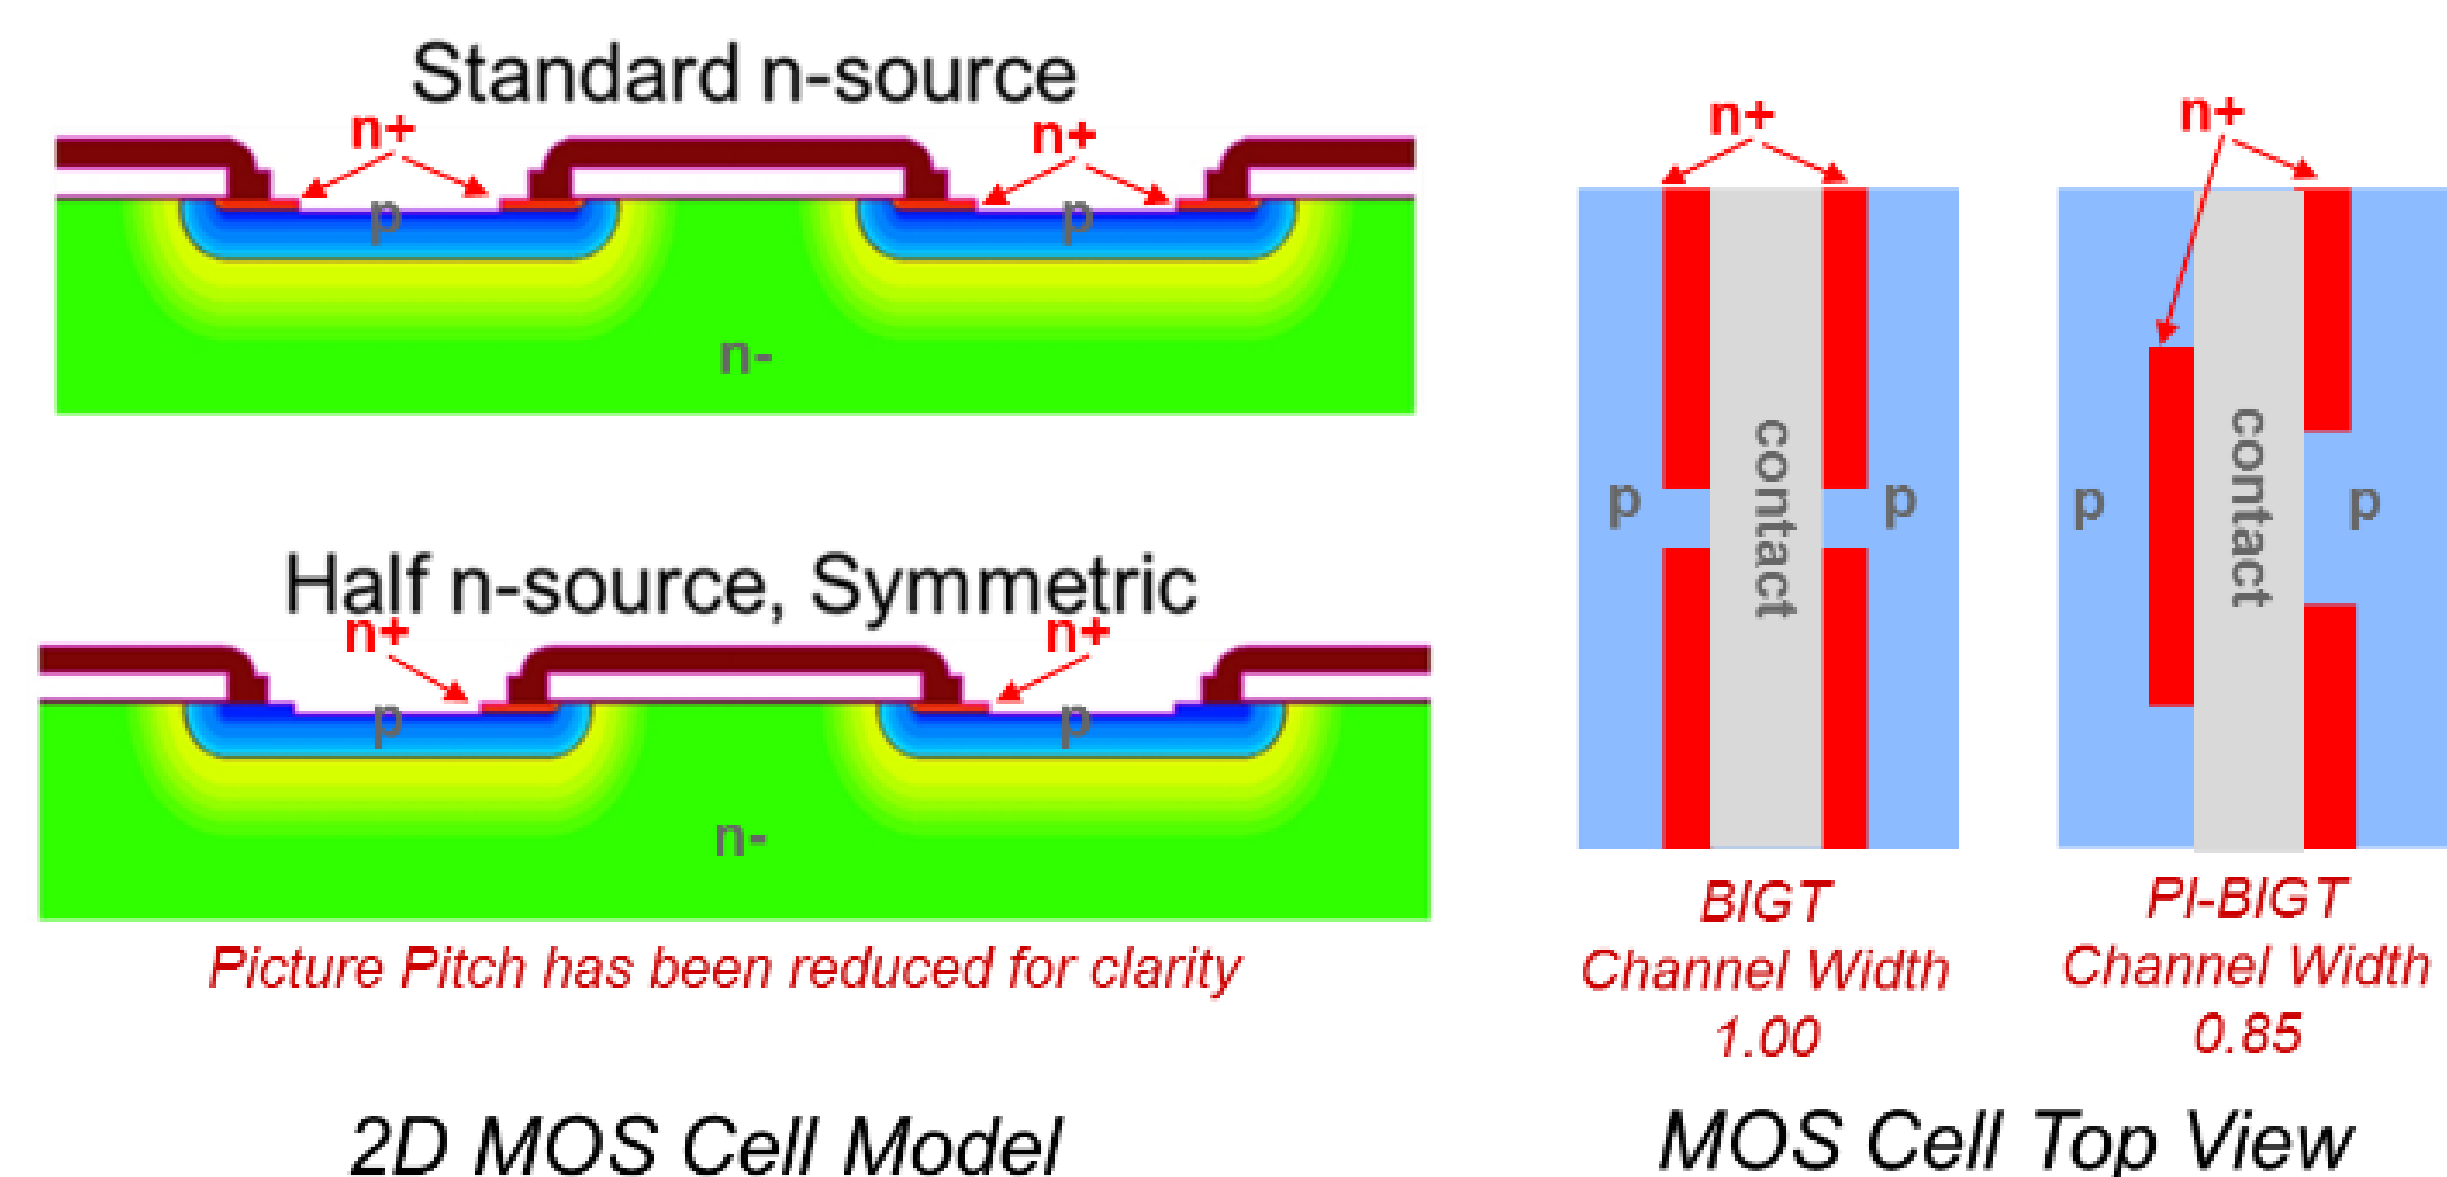 Standard n-source
n+
n+
p
p
n-
Half n-source, Symmetric
n+
n+
p
p
n-
Picture Pitch has been reduced for clarity
2D MOS Cell Model
n+
p
contact
p
BIGT
Channel Width
1.00
n+
p
contact
p
PI-BIGT
Channel Width
0.85
MOS Cell Top View